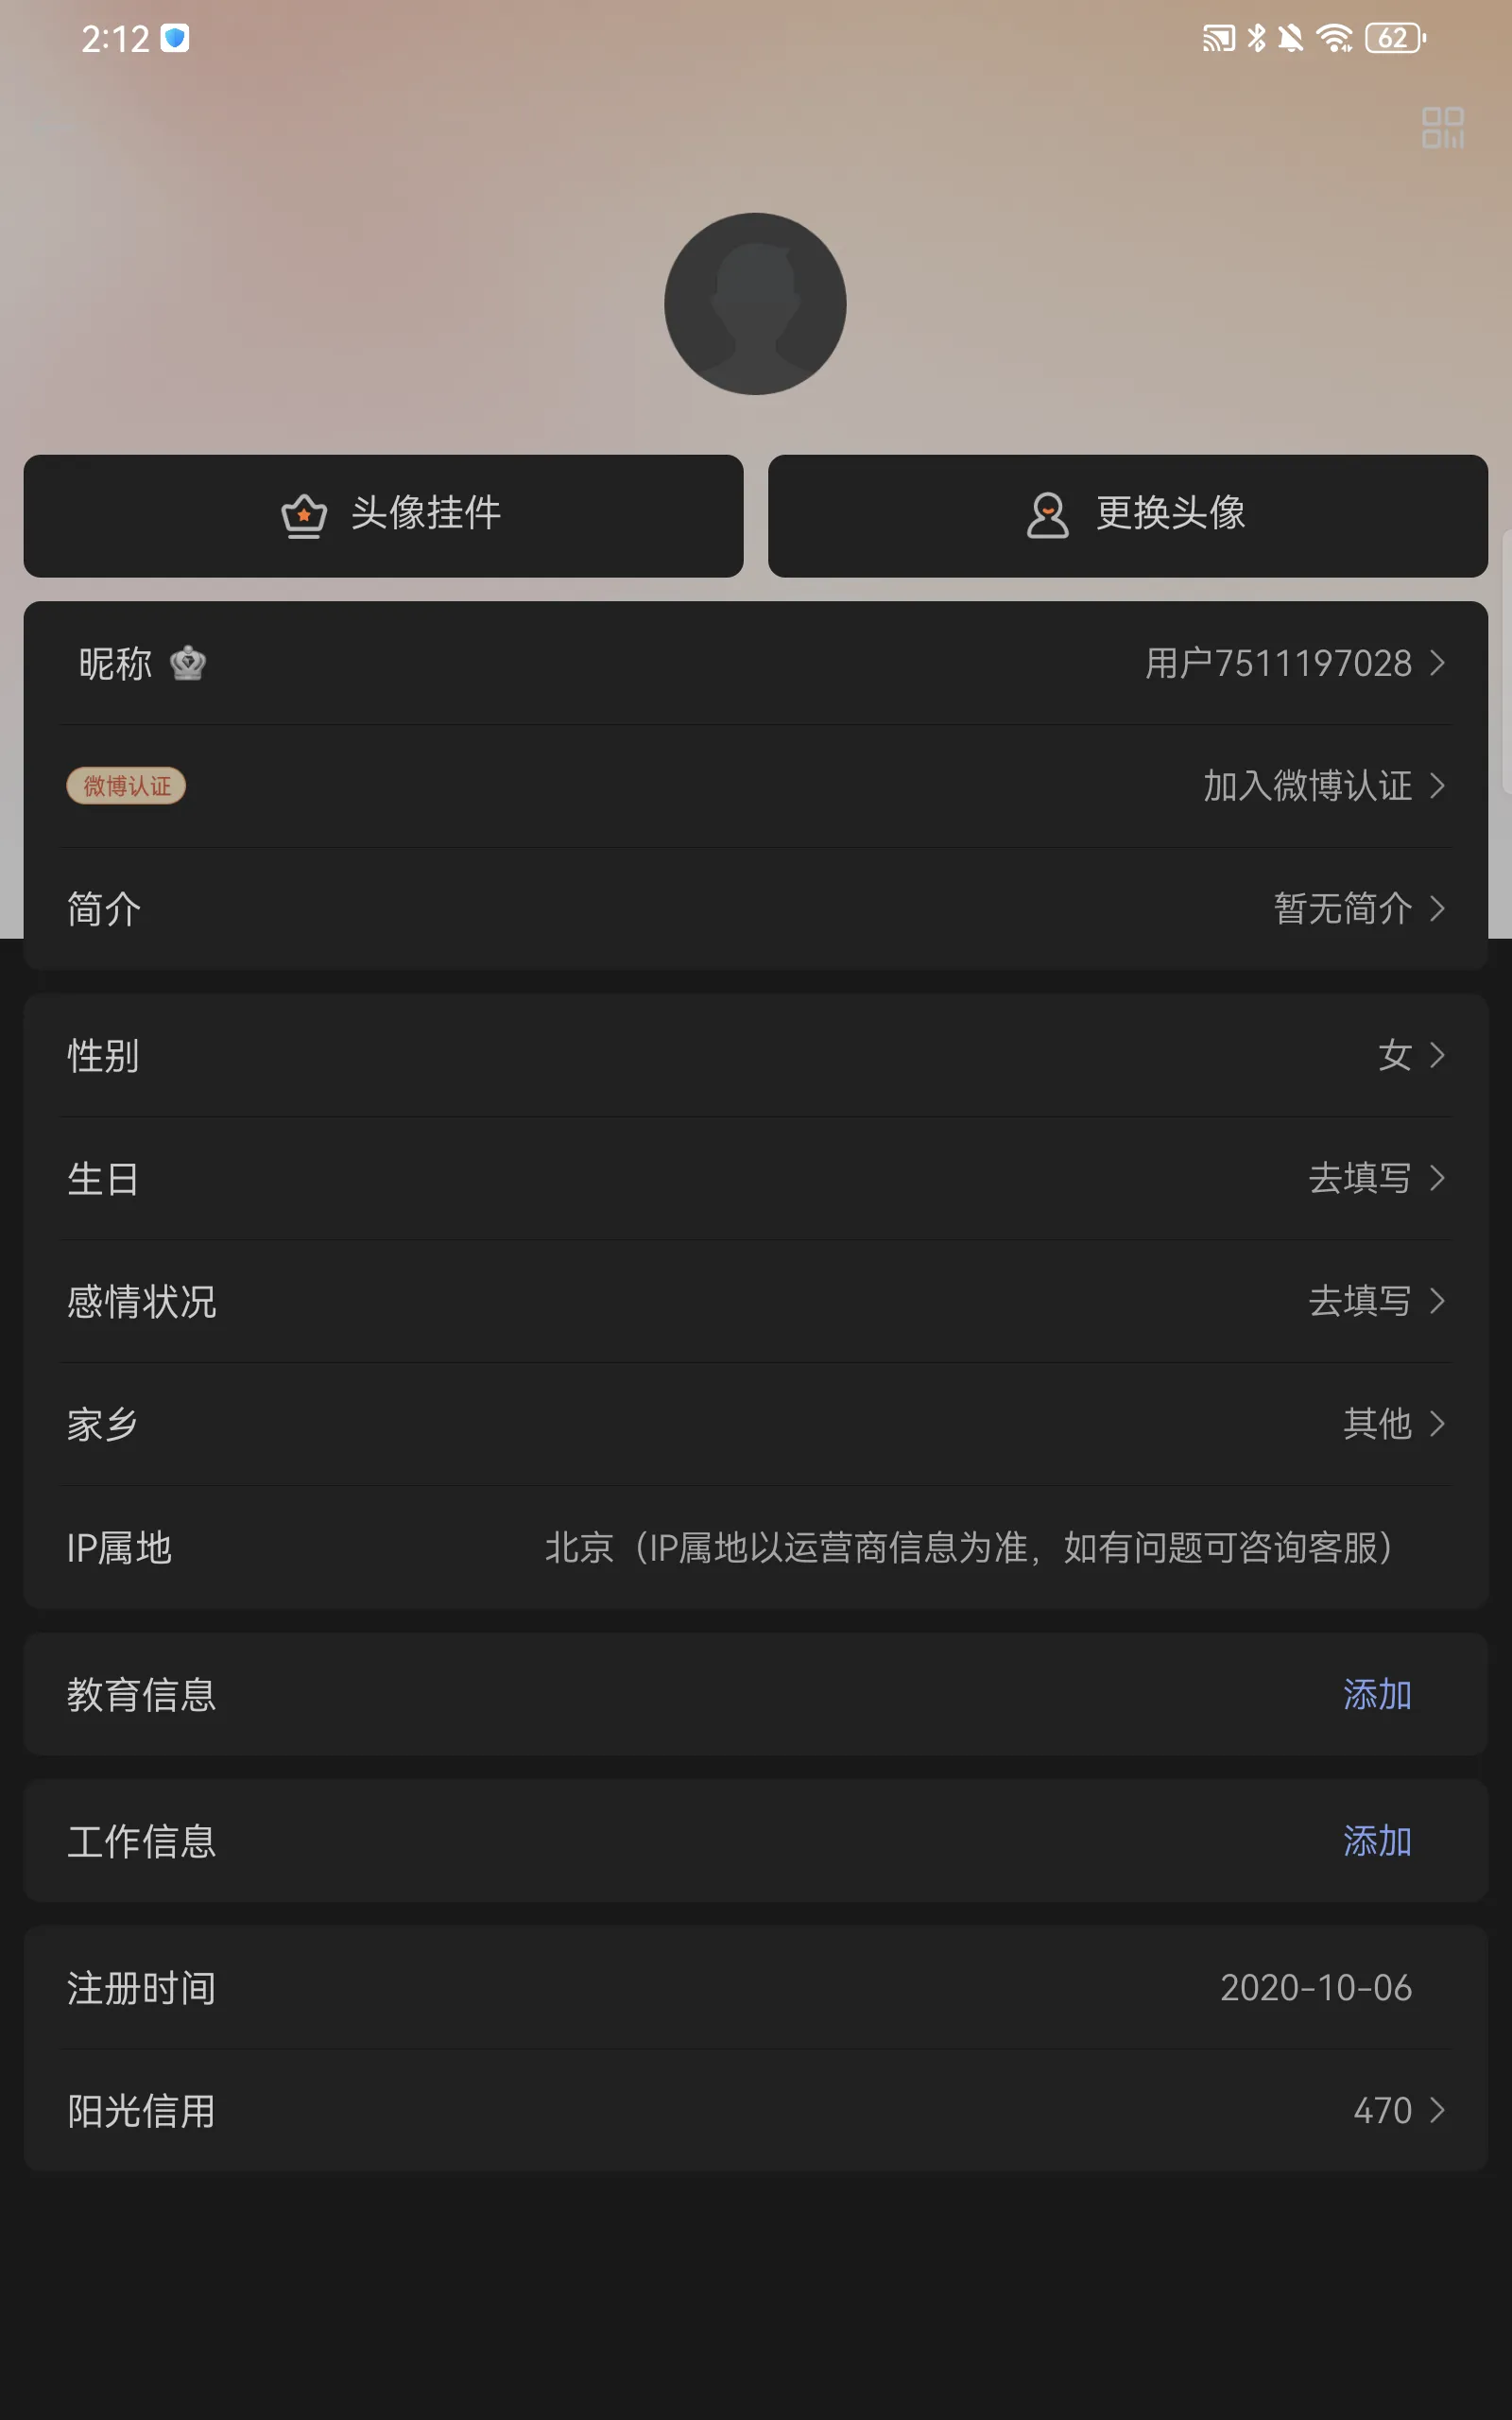 2:12
62
头像挂件
更换头像
昵称 用户7511197028
微博认证 加入微博认证
简介 暂无简介
性别 女
生日 去填写
感情状况 去填写
家乡 其他
IP属地 北京（IP属地以运营商信息为准，如有问题可咨询客服）
教育信息 添加
工作信息 添加
注册时间 2020-10-06
阳光信用 470